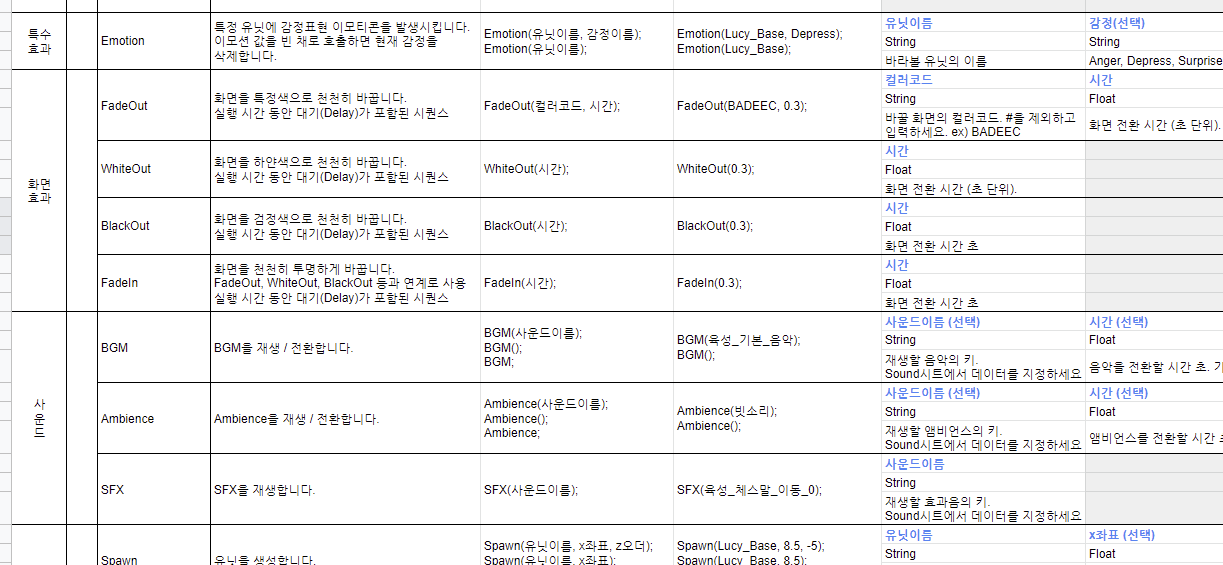 특수
효과
Emotion
특정 유닛에 감정표현 이모티콘을 발생시킵니다.
이모션 값을 빈 채로 호출하면 현재 감정을
삭제합니다.
Emotion(유닛이름, 감정이름);
Emotion(유닛이름);
Emotion(Lucy_Base, Depress);
Emotion(Lucy_Base);
유닛이름
String
바라볼 유닛의 이름
감정(선택)
String
Anger, Depress, Surprise
화면
효과
FadeOut
화면을 특정색으로 천천히 바꿉니다.
실행 시간 동안 대기(Delay)가 포함된 시퀀스
FadeOut(컬러코드, 시간);
FadeOut(BADEEC, 0.3);
컬러코드
String
바꿀 화면의 컬러코드. #을 제외하고
입력하세요. ex) BADEEC
시간
Float
화면 전환 시간 (초 단위).
WhiteOut
화면을 하얀색으로 천천히 바꿉니다.
실행 시간 동안 대기(Delay)가 포함된 시퀀스
WhiteOut(시간);
WhiteOut(0.3);
시간
Float
화면 전환 시간 (초 단위).
BlackOut
화면을 검정색으로 천천히 바꿉니다.
실행 시간 동안 대기(Delay)가 포함된 시퀀스
BlackOut(시간);
BlackOut(0.3);
시간
Float
화면 전환 시간 초
FadeIn
화면을 천천히 투명하게 바꿉니다.
FadeOut, WhiteOut, BlackOut 등과 연계로 사용
실행 시간 동안 대기(Delay)가 포함된 시퀀스
FadeIn(시간);
FadeIn(0.3);
시간
Float
화면 전환 시간 초
사
운
드
BGM
BGM을 재생 / 전환합니다.
BGM(사운드이름);
BGM();
BGM;
BGM(육성_기본_음악);
BGM();
사운드이름 (선택)
String
재생할 음악의 키.
Sound시트에서 데이터를 지정하세요
시간 (선택)
Float
음악을 전환할 시간 초. 기
Ambience
Ambience을 재생 / 전환합니다.
Ambience(사운드이름);
Ambience();
Ambience;
Ambience(빗소리);
Ambience();
사운드이름 (선택)
String
재생할 앰비언스의 키.
Sound시트에서 데이터를 지정하세요
시간 (선택)
Float
앰비언스를 전환할 시간
SFX
SFX을 재생합니다.
SFX(사운드이름);
SFX(육성_체스말_이동_0);
사운드이름
String
재생할 효과음의 키.
Sound시트에서 데이터를 지정하세요
Spawn
유닛을 생성합니다.
Spawn(유닛이름, x좌표, z오더);
Spawn(유닛이름, x좌표);
Spawn(Lucy_Base, 8.5, -5);
Spawn(Lucy_Base, 8.5);
유닛이름
String
x좌표 (선택)
Float